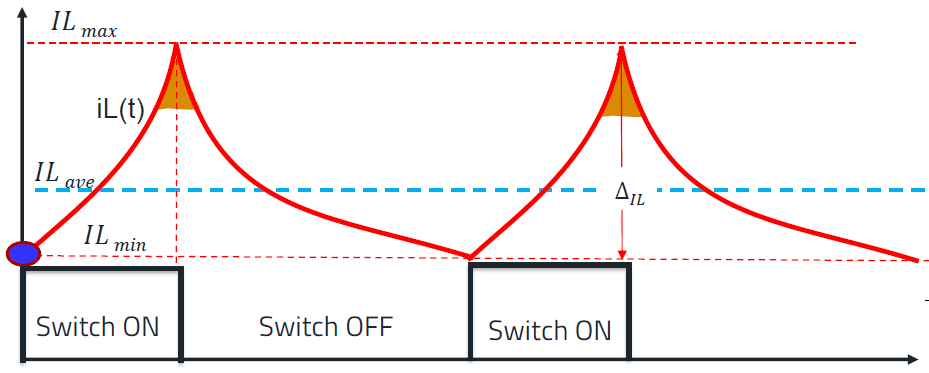 IL max
iL(t)
IL ave
Δ IL
IL min
Switch ON
Switch OFF
Switch ON